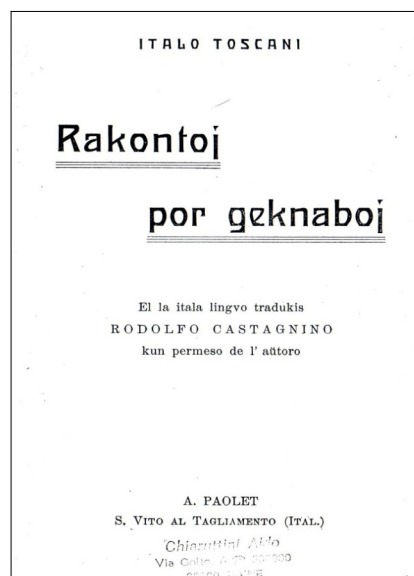 ITALO TOSCANI
Rakontoj
por geknaboj
El la itala lingvo tradukis
RODOLFO CASTAGNINO
kun permeso de l' aŭtoro
A. PAOLET
S. VITO AL TAGLIAMENTO (ITAL.)
Chiaruttini Aldo
Via